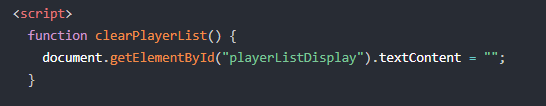 <script>
function clearPlayerList() {
document.getElementById("playerListDisplay").textContent = "";
}